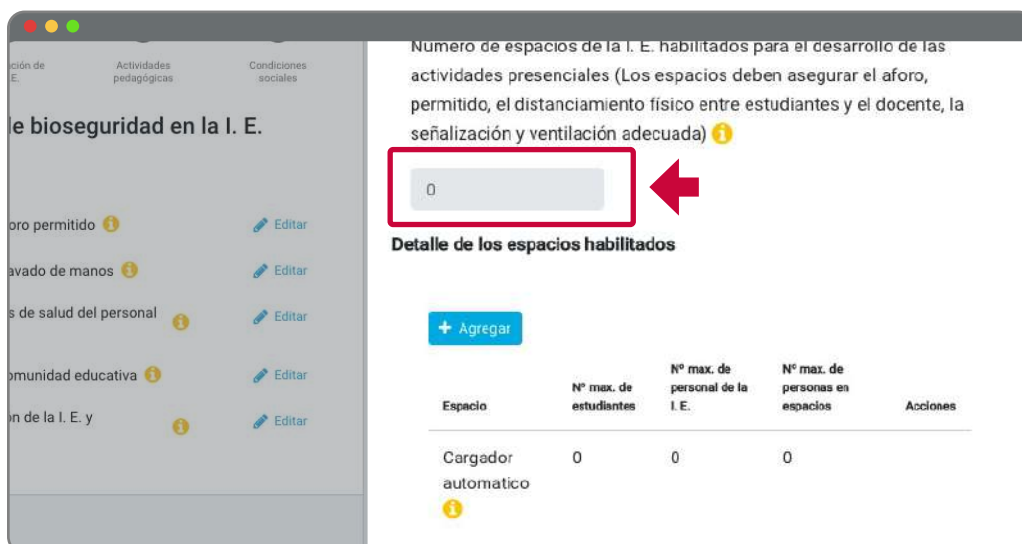 ción de
E.
Actividades
pedagógicas
Condiciones
sociales
de bioseguridad en la I. E.
oro permitido
Editar
avado de manos
Editar
s de salud del personal
Editar
omunidad educativa
Editar
ón de la I. E. y
Editar
Número de espacios de la I. E. habilitados para el desarrollo de las
actividades presenciales (Los espacios deben asegurar el aforo,
permitido, el distanciamiento físico entre estudiantes y el docente, la
señalización y ventilación adecuada)
0
Detalle de los espacios habilitados
+ Agregar
Espacio
Nº max. de
estudiantes
Nº max. de
personal de la
I. E.
Nº max. de
personas en
espacios
Acciones
Cargador
automatico
0
0
0